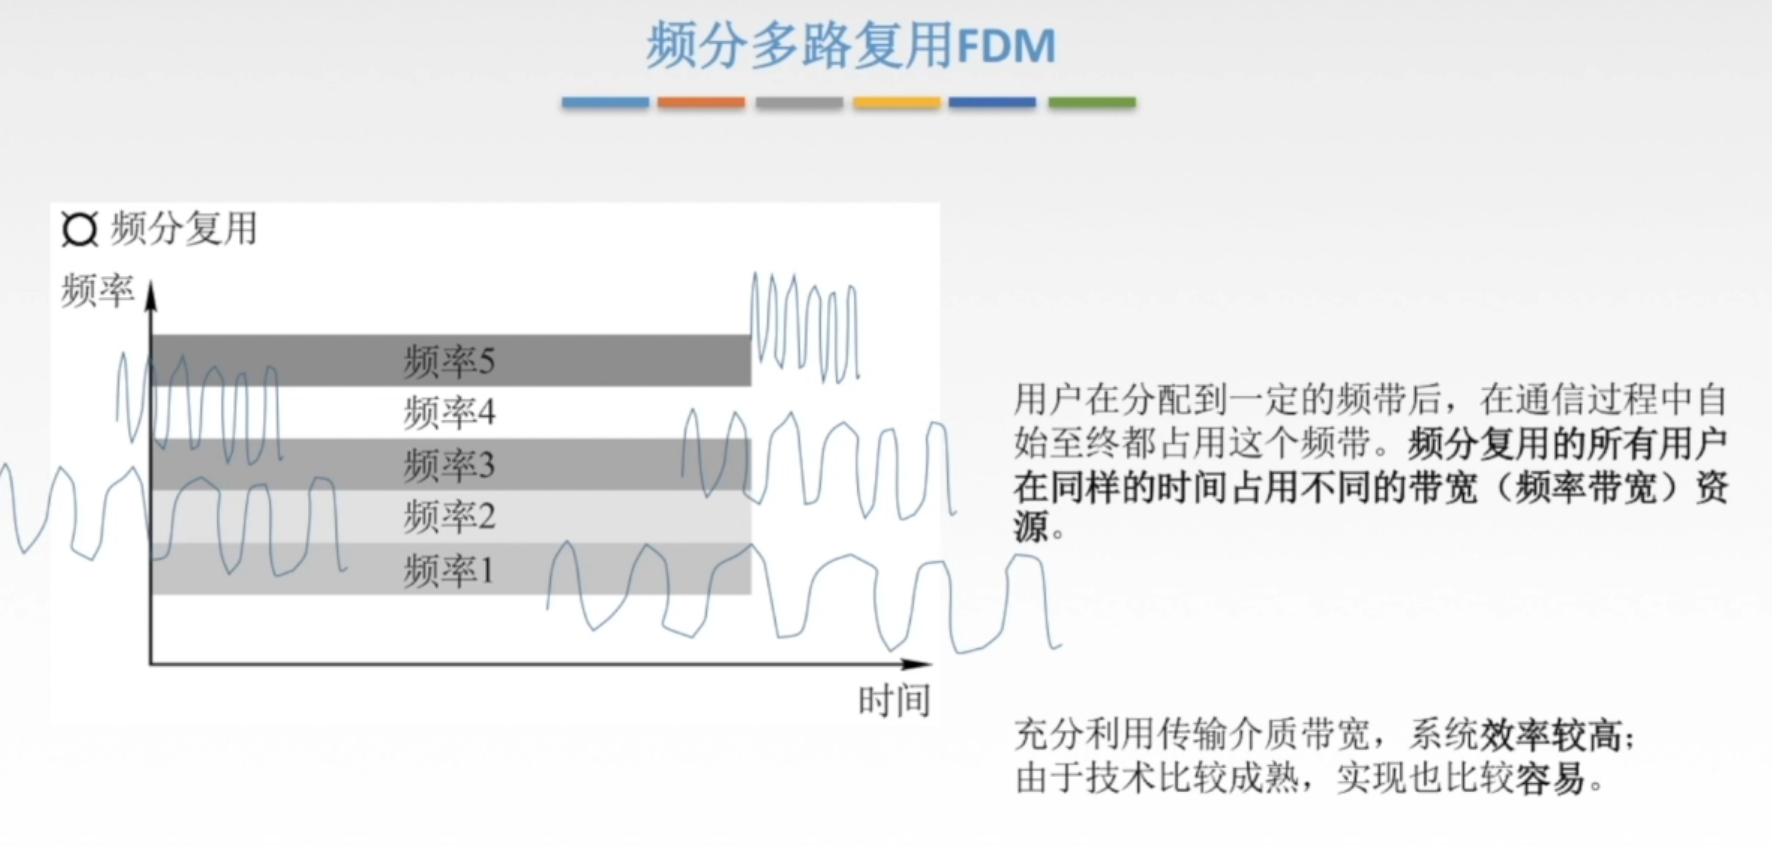 频分多路复用FDM
频分复用
频率
频率5
频率4
频率3
频率2
频率1
时间
用户在分配到一定的频带后，在通信过程中自
始至终都占用这个频带。频分复用的所有用户
在同样的时间占用不同的带宽（频率带宽）资
源。
充分利用传输介质带宽，系统效率较高；
由于技术比较成熟，实现也比较容易。